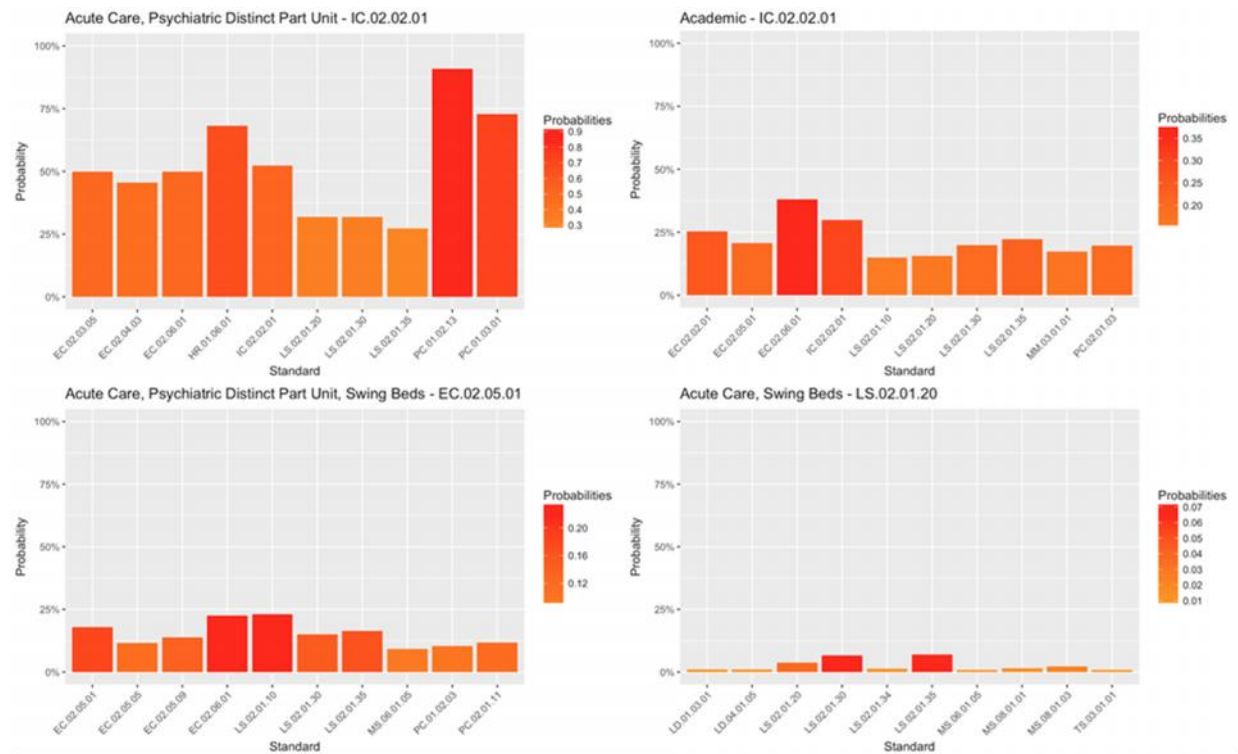 Acute Care, Psychiatric Distinct Part Unit - IC.02.02.01
100%
75%
50%
25%
0%
Probability
EC.02.03.05
EC.02.04.03
EC.02.06.01
HR.01.06.01
IC.02.02.01
LS.02.01.20
LS.02.01.30
LS.02.01.35
PC.01.02.13
PC.01.03.01
Standard
Probabilities
0.9
0.8
0.7
0.6
0.5
0.4
0.3
Academic - IC.02.02.01
100%
75%
50%
25%
0%
Probability
EC.02.02.01
EC.02.05.01
EC.02.06.01
IC.02.02.01
LS.02.01.10
LS.02.01.20
LS.02.01.30
LS.02.01.35
MM.03.01.01
PC.02.01.03
Standard
Probabilities
0.35
0.30
0.25
0.20
Acute Care, Psychiatric Distinct Part Unit, Swing Beds - EC.02.05.01
100%
75%
50%
25%
0%
Probability
EC.02.05.01
EC.02.05.05
EC.02.05.09
EC.02.06.01
LS.02.01.10
LS.02.01.30
LS.02.01.35
MS.06.01.05
PC.01.02.03
PC.02.01.11
Standard
Probabilities
0.20
0.16
0.12
Acute Care, Swing Beds - LS.02.01.20
100%
75%
50%
25%
0%
Probability
LD.01.03.01
LD.04.01.05
LS.02.01.20
LS.02.01.30
LS.02.01.34
LS.02.01.35
MS.06.01.05
MS.08.01.01
MS.08.01.03
TS.03.01.01
Standard
Probabilities
0.07
0.06
0.05
0.04
0.03
0.02
0.01